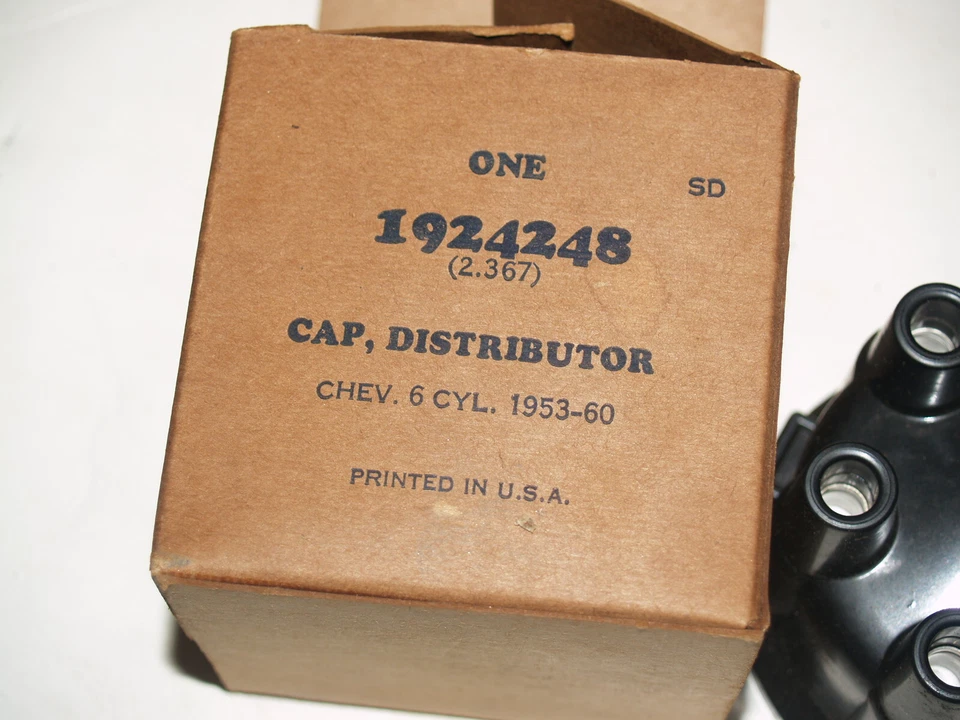 ONE
SD
1924248
(2.367)
CAP, DISTRIBUTOR
CHEV. 6 CYL. 1953-60
PRINTED IN U.S.A.